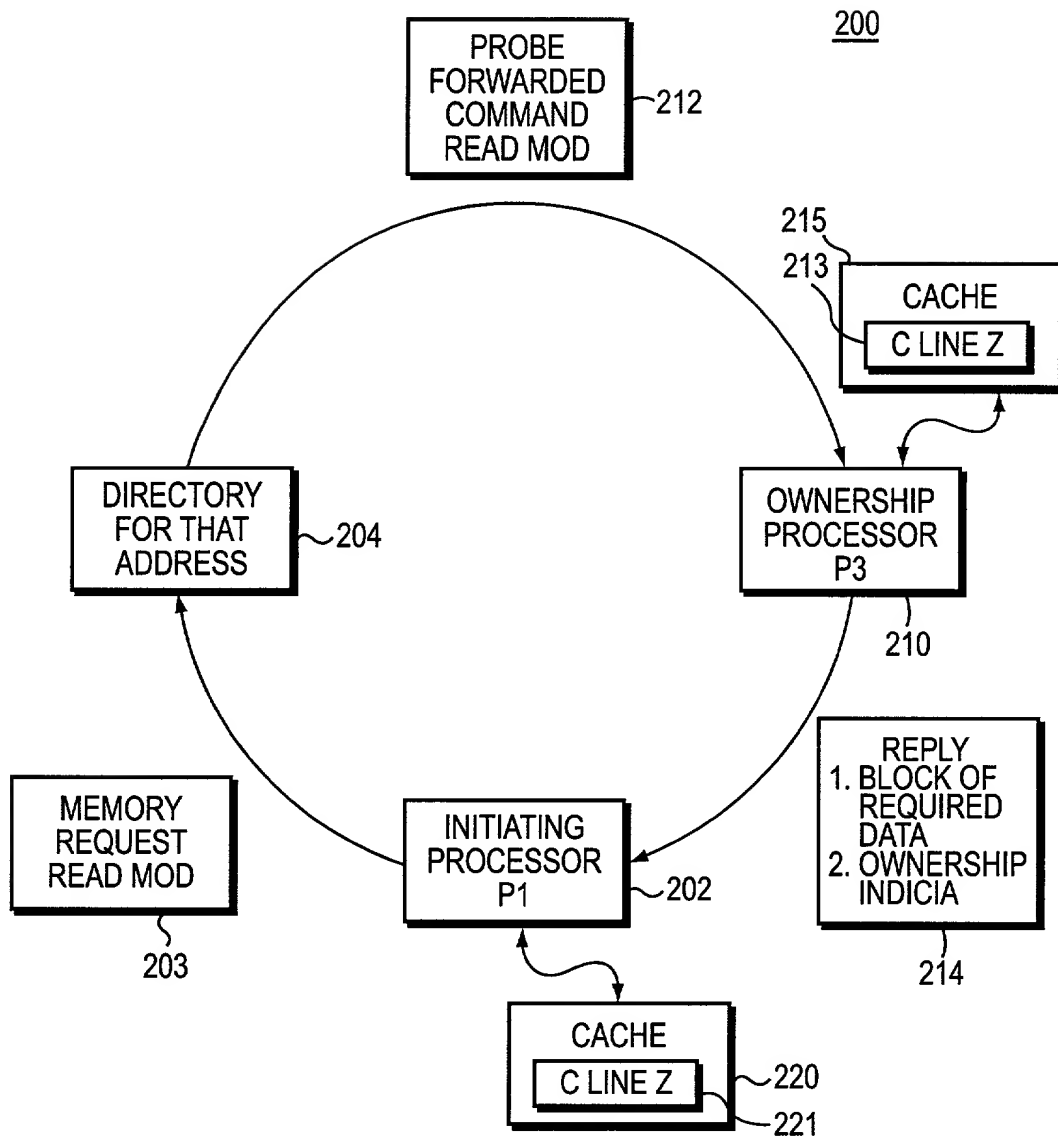 200
PROBE
FORWARDED
COMMAND
READ MOD
212
215
213
CACHE
C LINE Z
DIRECTORY
FOR THAT
ADDRESS
204
OWNERSHIP
PROCESSOR
P3
210
MEMORY
REQUEST
READ MOD
203
INITIATING
PROCESSOR
P1
202
REPLY
1. BLOCK OF
REQUIRED
DATA
2. OWNERSHIP
INDICIA
214
CACHE
C LINE Z
220
221